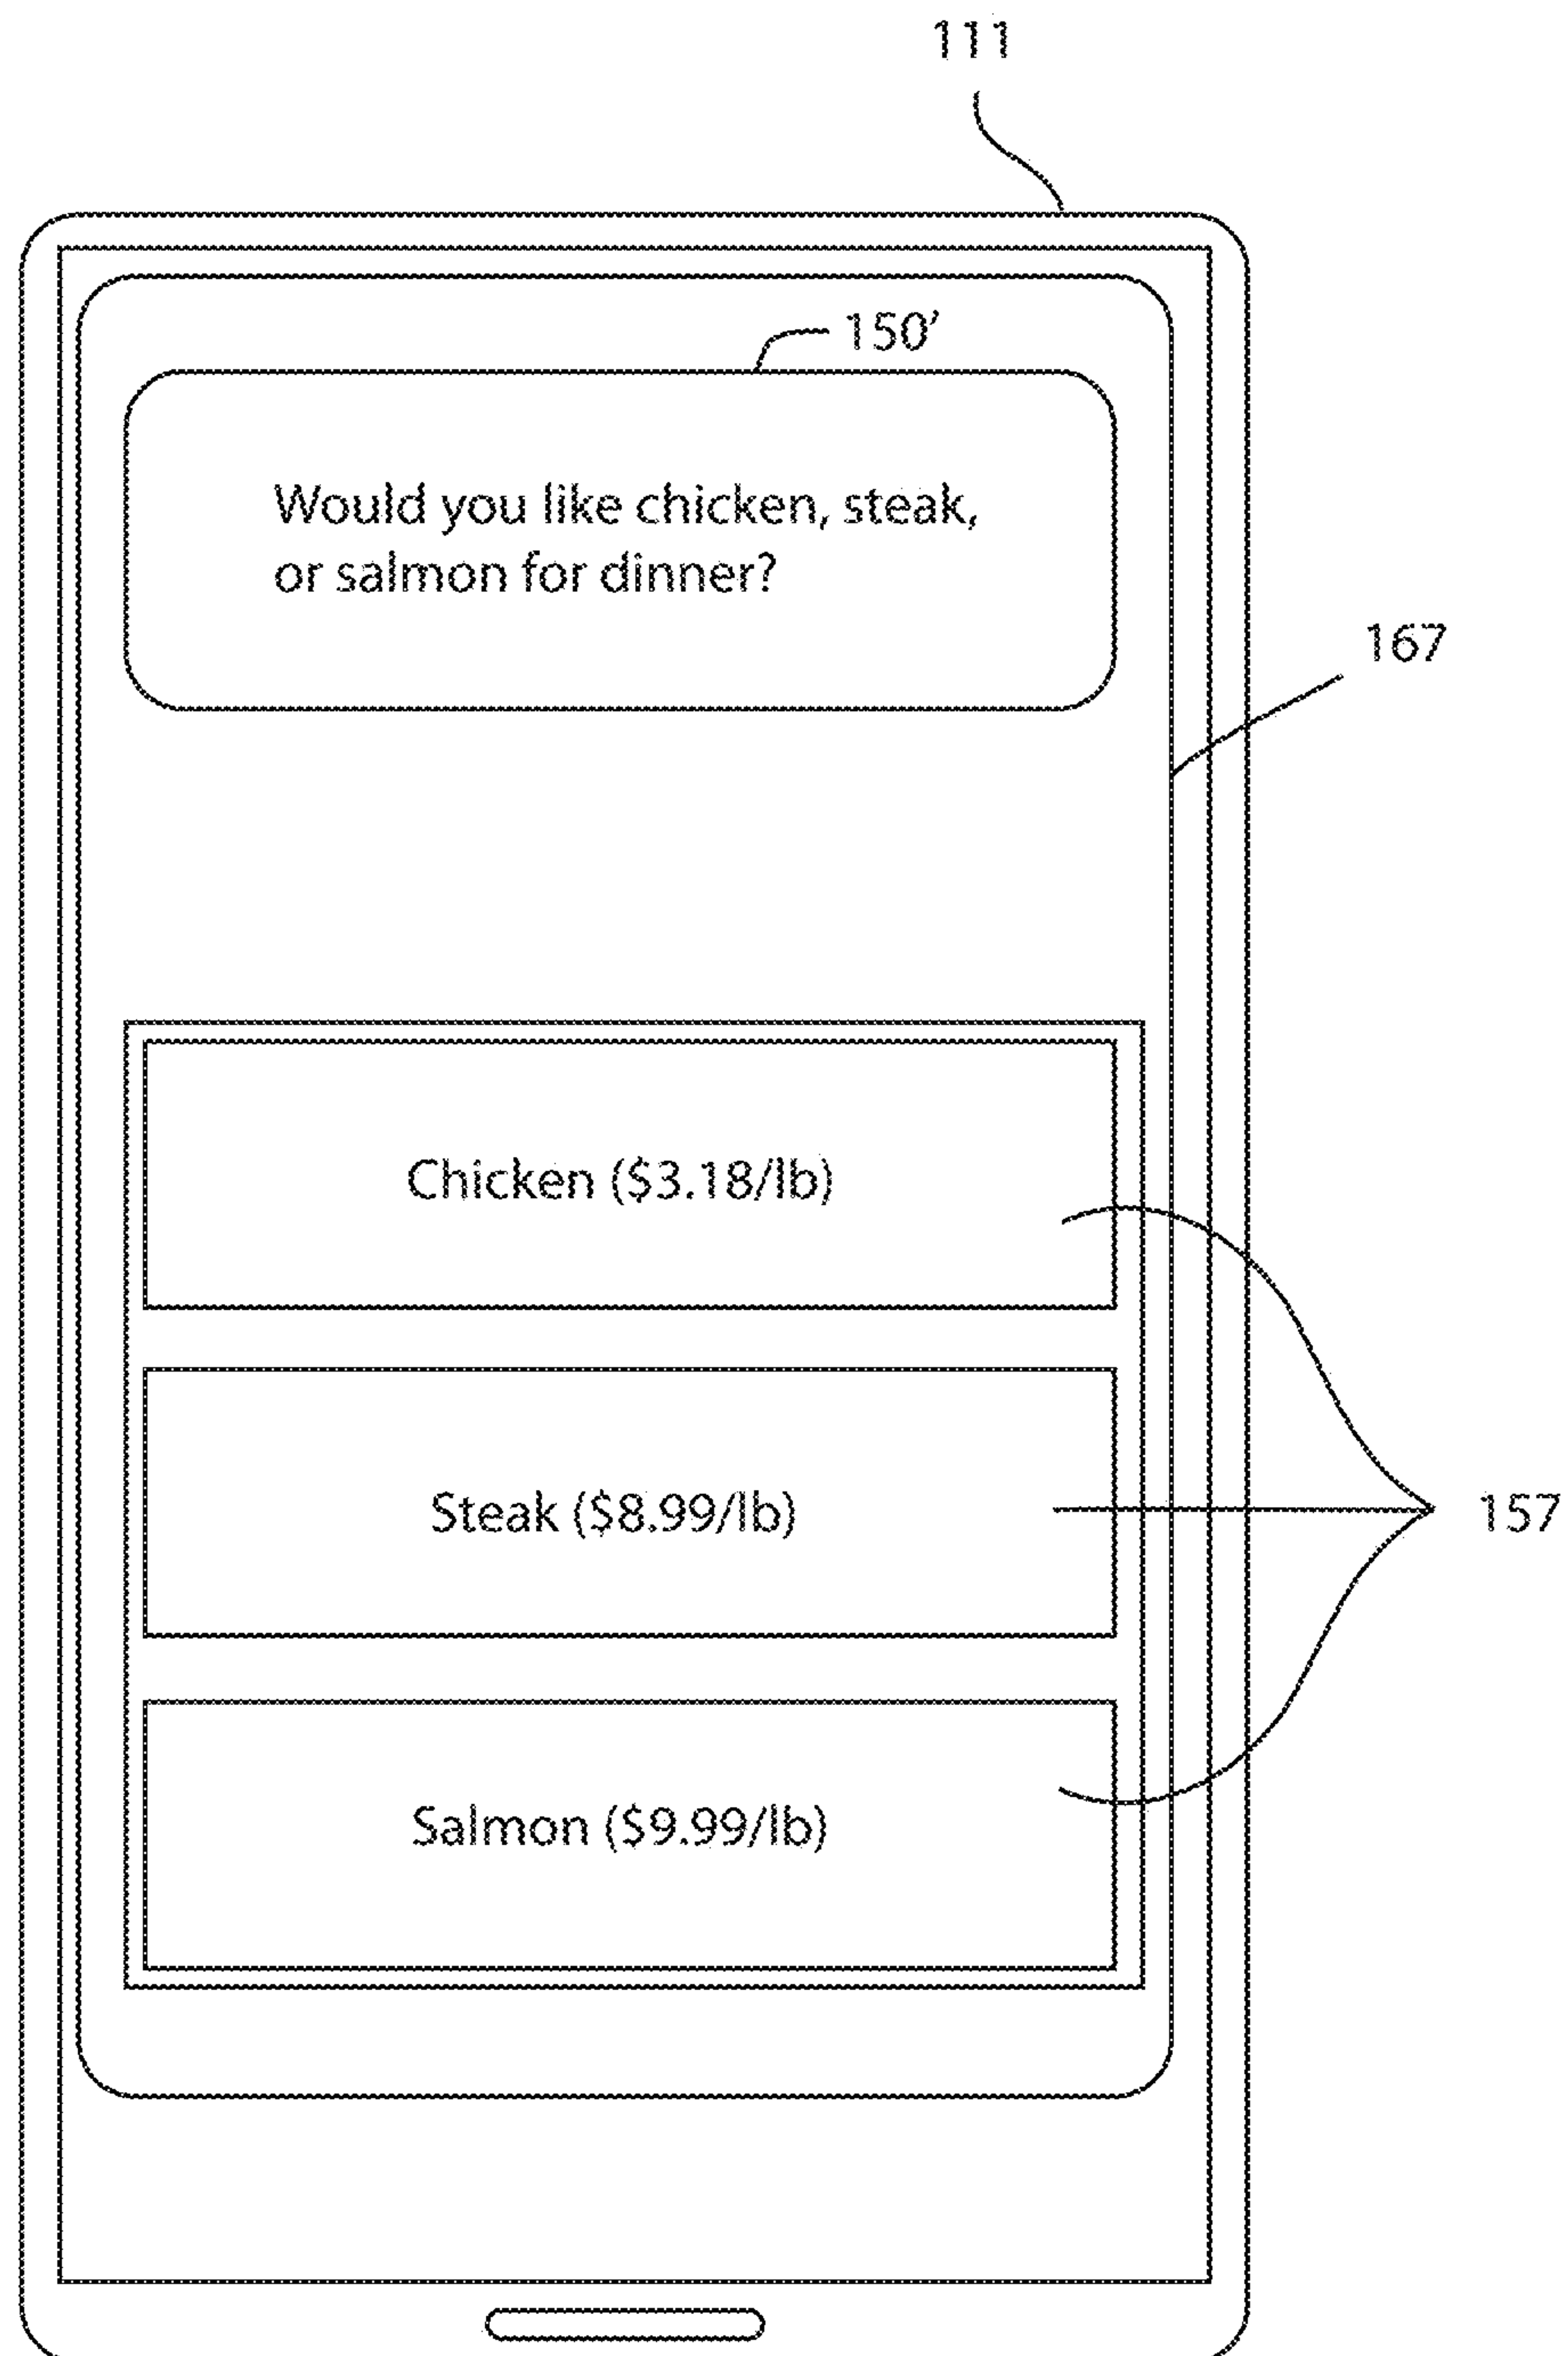 111
150’
Would you like chicken, steak,
or salmon for dinner?
167
Chicken ($3.18/lb)
Steak ($8.99/lb)
157
Salmon ($9.99/lb)